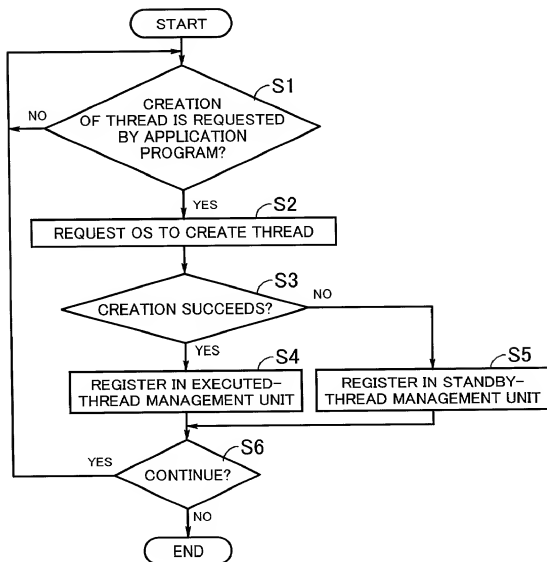 START
S1
CREATION
OF THREAD IS REQUESTED
BY APPLICATION
PROGRAM?
NO
YES
S2
REQUEST OS TO CREATE THREAD
S3
CREATION SUCCEEDS?
NO
YES
S4
REGISTER IN EXECUTED-
THREAD MANAGEMENT UNIT
S5
REGISTER IN STANDBY-
THREAD MANAGEMENT UNIT
S6
YES
CONTINUE?
NO
END